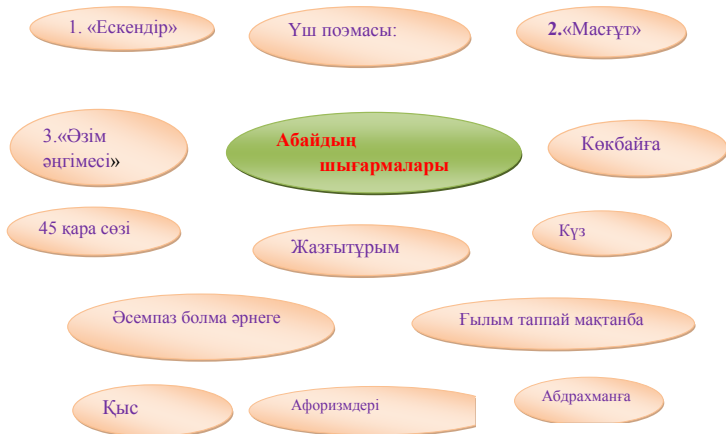 1. «Ескендір»
Үш поэмасы:
2.«Масғұт»
3.«Әзім
әңгімесі»
Абайдың
шығармалары
Көкбайға
45 қара сөзі
Жазғытұрым
Күз
Әсемпаз болма әрнеге
Ғылым таппай мақтанба
Қыс
Афоризмдері
Абдрахманға